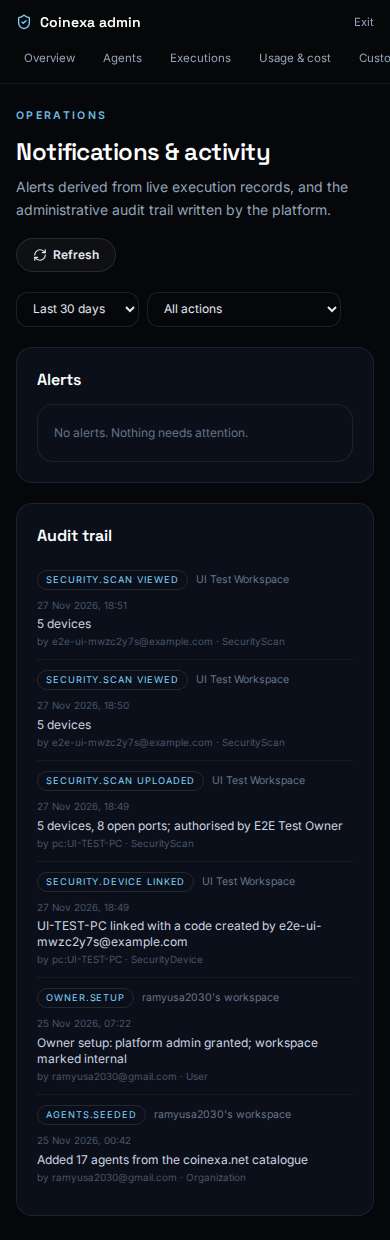 Coinexa admin
Exit
Overview Agents Executions Usage & cost Custo
OPERATIONS
Notifications & activity
Alerts derived from live execution records, and the
administrative audit trail written by the platform.
Refresh
Last 30 days All actions
Alerts
No alerts. Nothing needs attention.
Audit trail
SECURITY.SCAN VIEWED UI Test Workspace
27 Nov 2026, 18:51
5 devices
by e2e-ui-mwzc2y7s@example.com · SecurityScan
SECURITY.SCAN VIEWED UI Test Workspace
27 Nov 2026, 18:50
5 devices
by e2e-ui-mwzc2y7s@example.com · SecurityScan
SECURITY.SCAN UPLOADED UI Test Workspace
27 Nov 2026, 18:49
5 devices, 8 open ports; authorised by E2E Test Owner
by pc:UI-TEST-PC · SecurityScan
SECURITY.DEVICE LINKED UI Test Workspace
27 Nov 2026, 18:49
UI-TEST-PC linked with a code created by e2e-ui-
mwzc2y7s@example.com
by pc:UI-TEST-PC · SecurityDevice
OWNER.SETUP ramyusa2030's workspace
25 Nov 2026, 07:22
Owner setup: platform admin granted; workspace
marked internal
by ramyusa2030@gmail.com · User
AGENTS.SEEDED ramyusa2030's workspace
25 Nov 2026, 00:42
Added 17 agents from the coinexa.net catalogue
by ramyusa2030@gmail.com · Organization